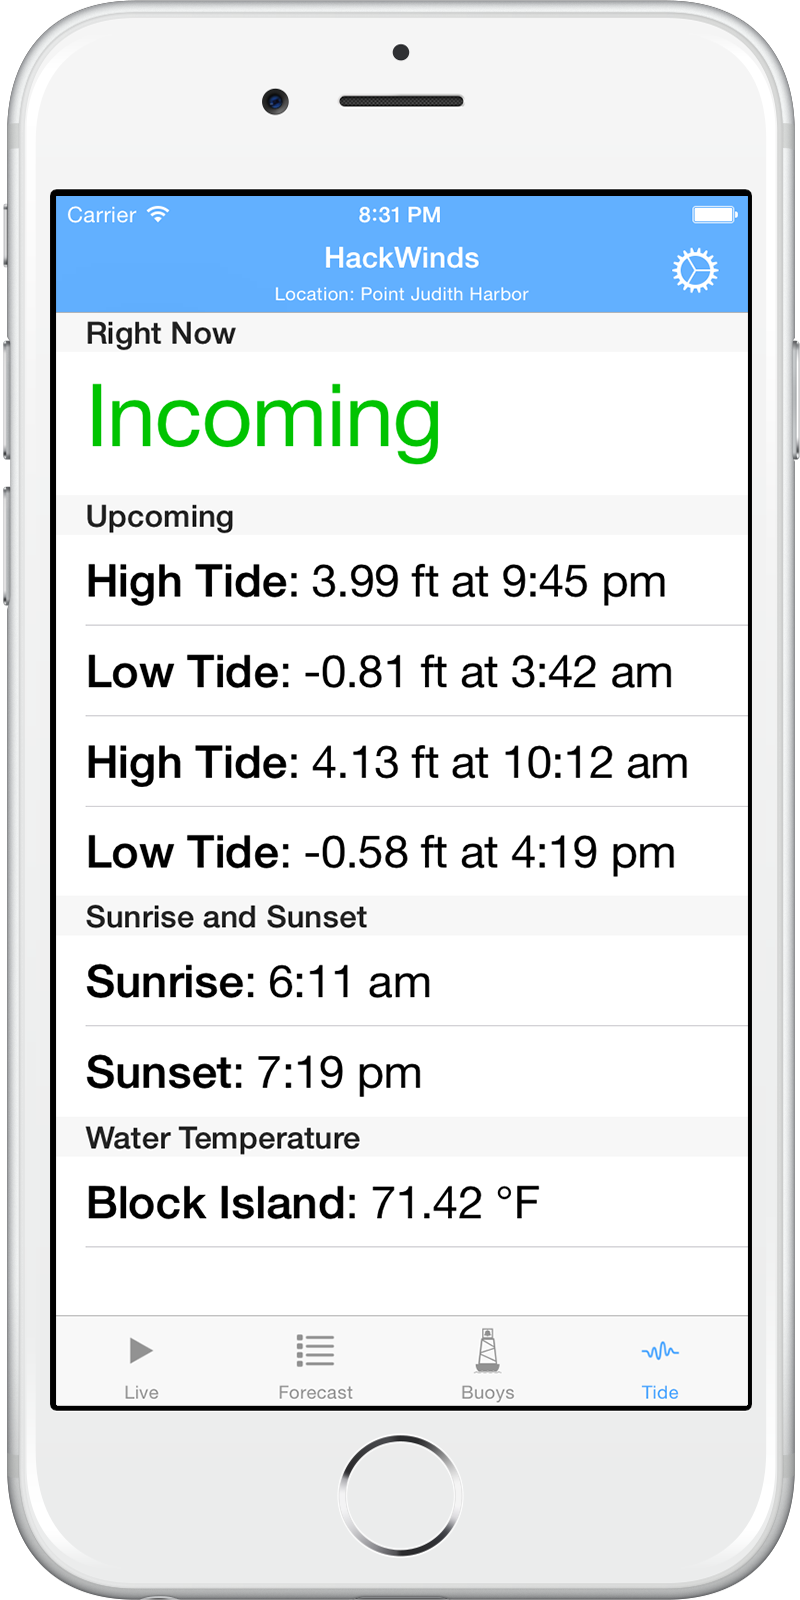 Carrier 8:31 PM
HackWinds
Location: Point Judith Harbor
Right Now
Incoming
Upcoming
High Tide: 3.99 ft at 9:45 pm
Low Tide: -0.81 ft at 3:42 am
High Tide: 4.13 ft at 10:12 am
Low Tide: -0.58 ft at 4:19 pm
Sunrise and Sunset
Sunrise: 6:11 am
Sunset: 7:19 pm
Water Temperature
Block Island: 71.42 °F
Live Forecast Buoys Tide